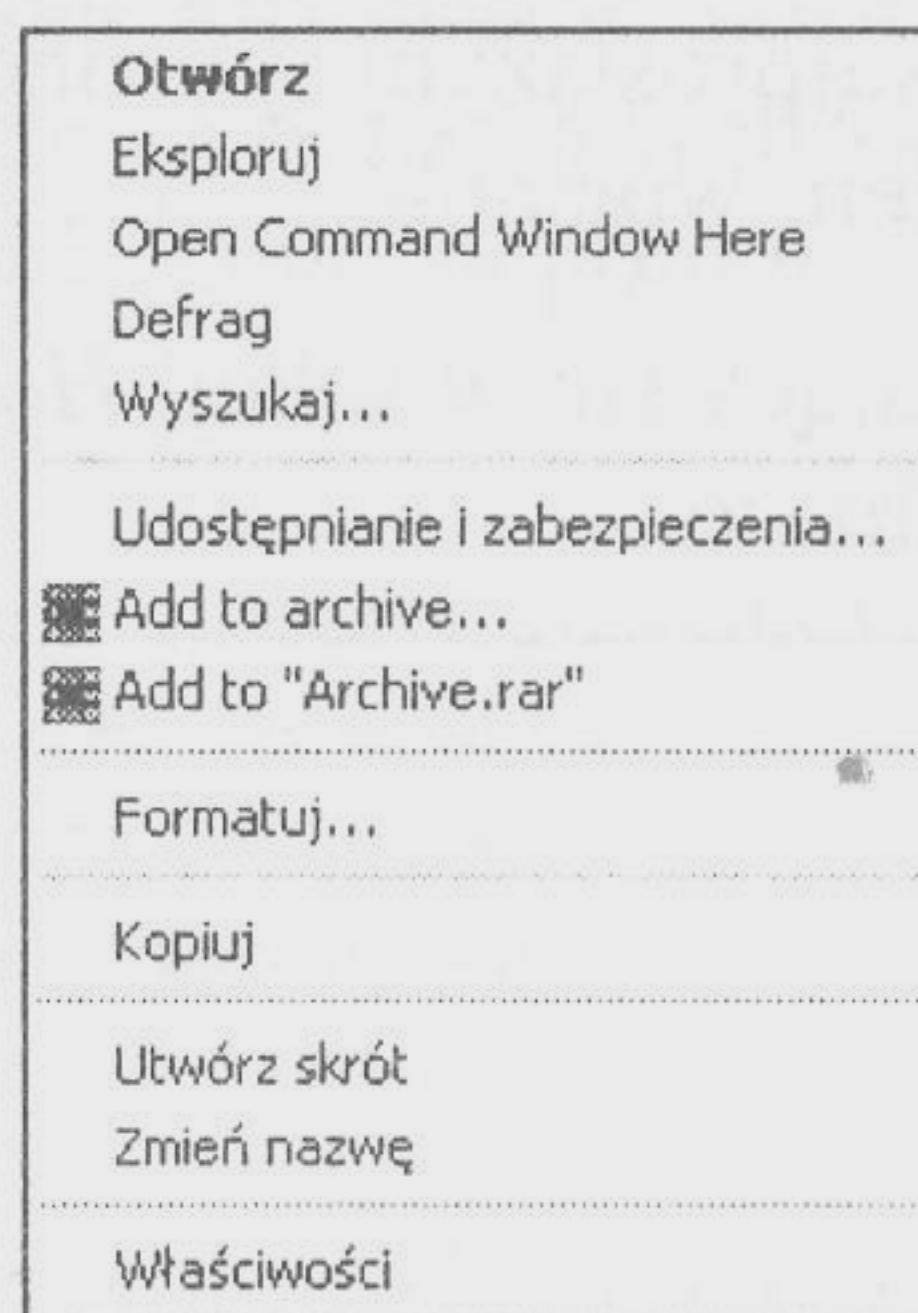 Otwórz
Eksploruj
Open Command Window Here
Defrag
Wyszukaj...
Udostępnianie i zabezpieczenia...
Add to archive...
Add to "Archive.rar"
Formatuj...
Kopiuj
Utwórz skrót
Zmień nazwę
Właściwości